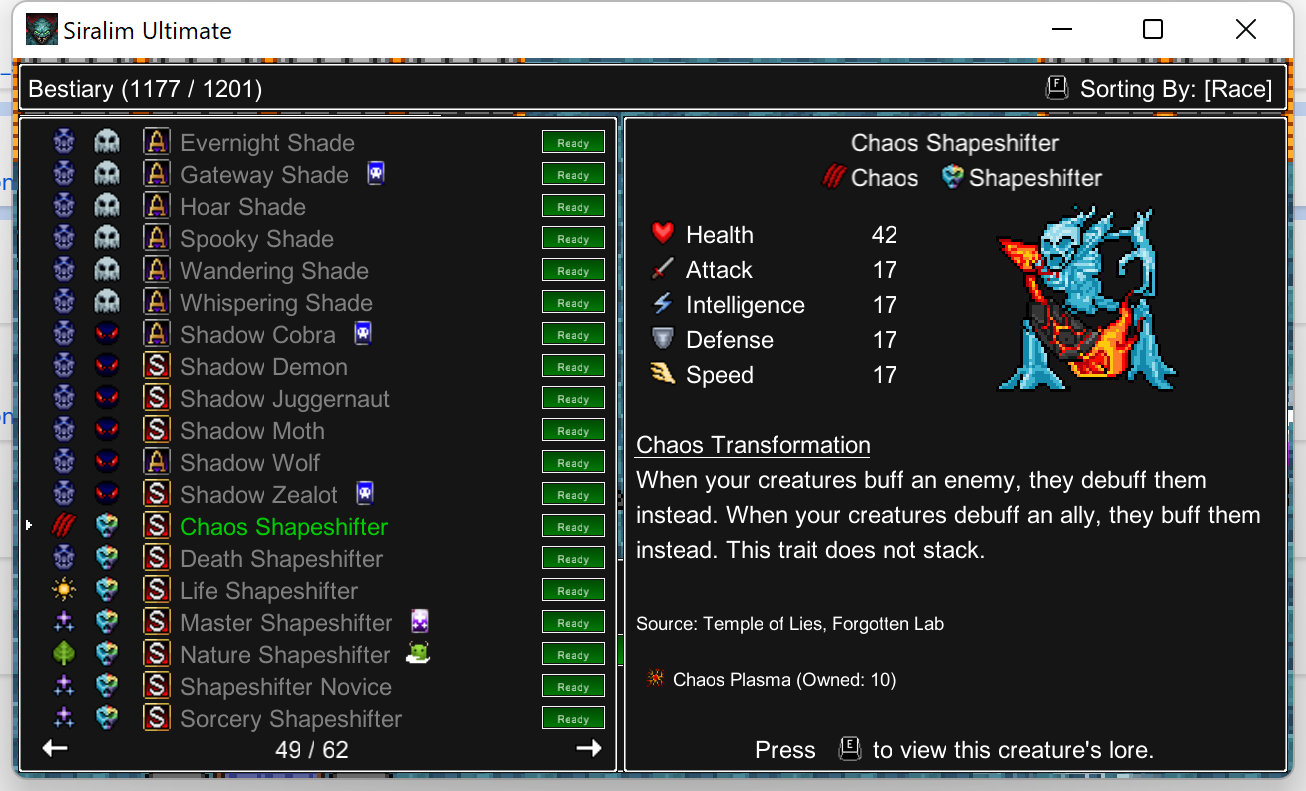 Siralim Ultimate
Bestiary (1177 / 1201)
F Sorting By: [Race]
A Evernight Shade Ready
A Gateway Shade Ready
A Hoar Shade Ready
A Spooky Shade Ready
A Wandering Shade Ready
A Whispering Shade Ready
A Shadow Cobra Ready
S Shadow Demon Ready
S Shadow Juggernaut Ready
S Shadow Moth Ready
A Shadow Wolf Ready
S Shadow Zealot Ready
S Chaos Shapeshifter Ready
S Death Shapeshifter Ready
S Life Shapeshifter Ready
S Master Shapeshifter Ready
S Nature Shapeshifter Ready
S Shapeshifter Novice Ready
S Sorcery Shapeshifter Ready
49 / 62
Chaos Shapeshifter
Chaos Shapeshifter
Health 42
Attack 17
Intelligence 17
Defense 17
Speed 17
Chaos Transformation
When your creatures buff an enemy, they debuff them
instead. When your creatures debuff an ally, they buff them
instead. This trait does not stack.
Source: Temple of Lies, Forgotten Lab
Chaos Plasma (Owned: 10)
Press E to view this creature's lore.